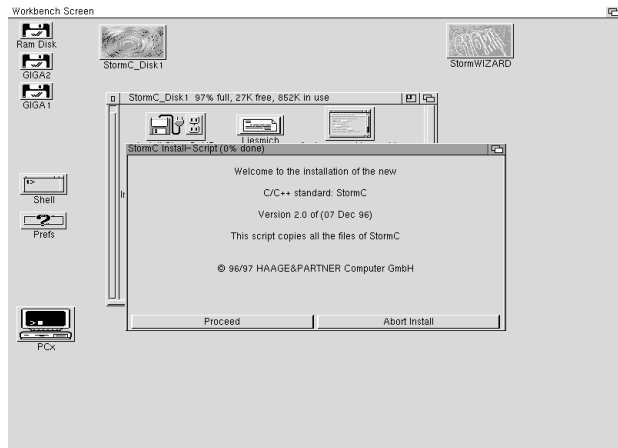 Workbench Screen
Ram Disk
GIGA2
GIGA1
StormC_Disk1
StormWIZARD
StormC_Disk1 97% full, 27K free, 852K in use
Liesmich
StormC Install-Script (0% done)
Welcome to the installation of the new
C/C++ standard: StormC
Version 2.0 of (07 Dec 96)
This script copies all the files of StormC
© 96/97 HAAGE&PARTNER Computer GmbH
Proceed
Abort Install
Shell
Prefs
PCx